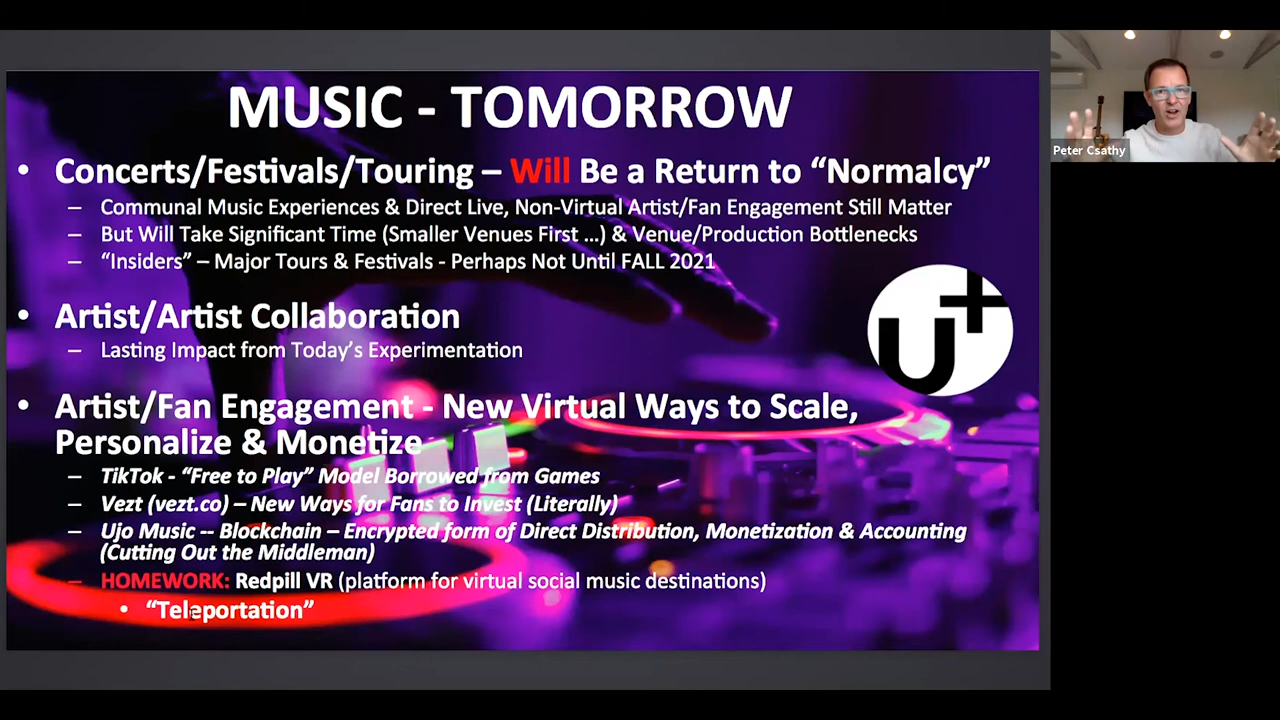 MUSIC - TOMORROW
• Concerts/Festivals/Touring – Will Be a Return to “Normalcy”
– Communal Music Experiences & Direct Live, Non-Virtual Artist/Fan Engagement Still Matter
– But Will Take Significant Time (Smaller Venues First ...) & Venue/Production Bottlenecks
– “Insiders” – Major Tours & Festivals - Perhaps Not Until FALL 2021
U+
• Artist/Artist Collaboration
– Lasting Impact from Today’s Experimentation
• Artist/Fan Engagement - New Virtual Ways to Scale,
Personalize & Monetize
– TikTok - “Free to Play” Model Borrowed from Games
– Vezt (vezt.co) – New Ways for Fans to Invest (Literally)
– Ujo Music -- Blockchain – Encrypted form of Direct Distribution, Monetization & Accounting
(Cutting Out the Middleman)
– HOMEWORK: Redpill VR (platform for virtual social music destinations)
• “Teleportation”
Peter Csathy